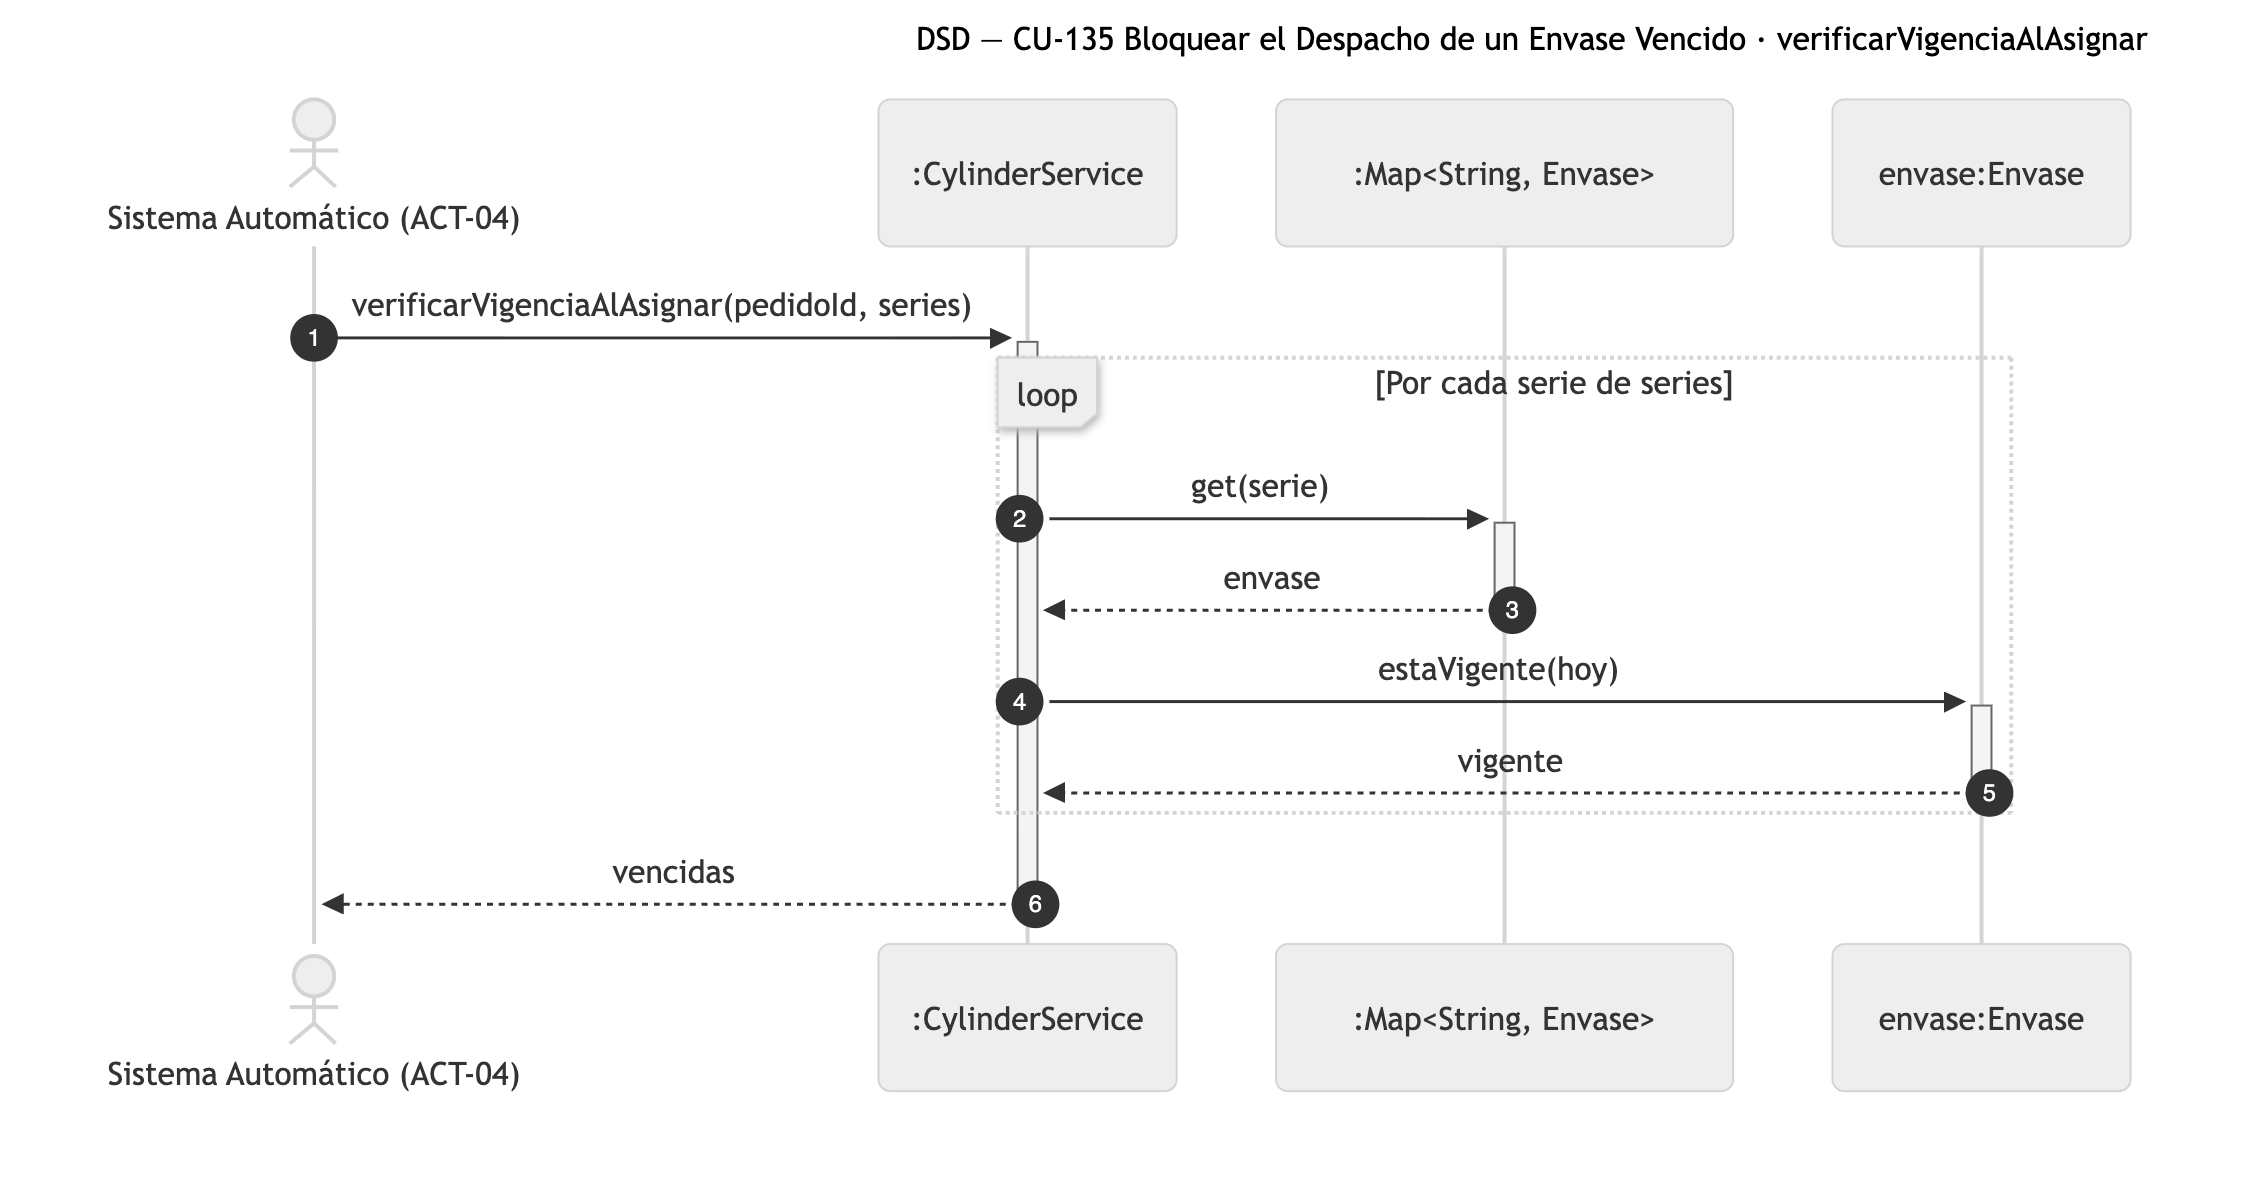 DSD — CU-135 Bloquear el Despacho de un Envase Vencido · verificarVigenciaAlAsignar
Sistema Automático (ACT-04)
:CylinderService
:Map<String, Envase>
envase:Envase
verificarVigenciaAlAsignar(pedidoId, series)
1
loop
[Por cada serie de series]
get(serie)
2
envase
3
estaVigente(hoy)
4
vigente
5
vencidas
6
Sistema Automático (ACT-04)
:CylinderService
:Map<String, Envase>
envase:Envase